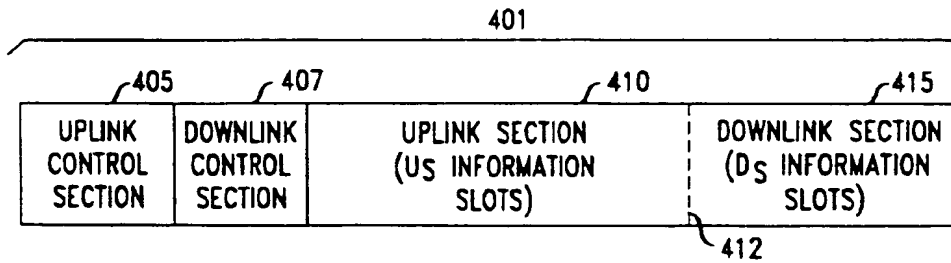 401
405
407
410
415
UPLINK CONTROL SECTION
DOWNLINK CONTROL SECTION
UPLINK SECTION (US INFORMATION SLOTS)
DOWNLINK SECTION (DS INFORMATION SLOTS)
412